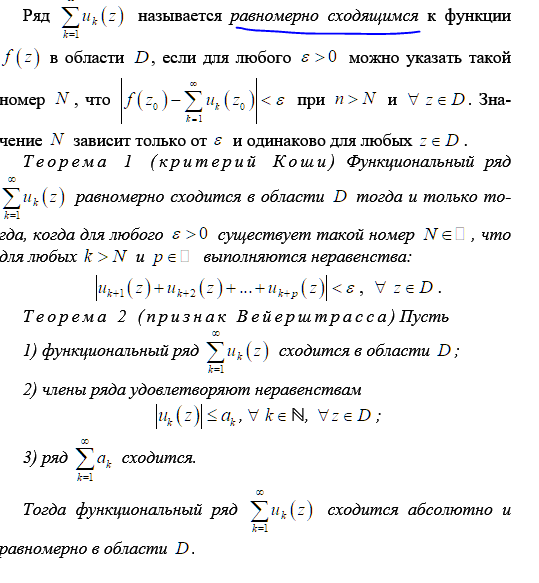 Ряд $\sum_{k=1}^{\infty} u_k(z)$ называется равномерно сходящимся к функции
$f(z)$ в области $D$, если для любого $\varepsilon > 0$ можно указать такой
номер $N$, что $\left| f(z_0) - \sum_{k=1}^{\infty} u_k(z_0) \right| < \varepsilon$ при $n > N$ и $\forall\, z \in D$. Зна-
чение $N$ зависит только от $\varepsilon$ и одинаково для любых $z \in D$.
Теорема 1 (критерий Коши) Функциональный ряд
$\sum_{k=1}^{\infty} u_k(z)$ равномерно сходится в области $D$ тогда и только то-
гда, когда для любого $\varepsilon > 0$ существует такой номер $N \in □$, что
для любых $k > N$ и $p \in □$ выполняются неравенства:
$\left| u_{k+1}(z) + u_{k+2}(z) + ... + u_{k+p}(z) \right| < \varepsilon,\ \forall\, z \in D.$
Теорема 2 (признак Вейерштрасса) Пусть
1) функциональный ряд $\sum_{k=1}^{\infty} u_k(z)$ сходится в области $D$;
2) члены ряда удовлетворяют неравенствам
$\left| u_k(z) \right| \le a_k, \forall\, k \in \mathbb{N},\ \forall z \in D;$
3) ряд $\sum_{k=1}^{\infty} a_k$ сходится.
Тогда функциональный ряд $\sum_{k=1}^{\infty} u_k(z)$ сходится абсолютно и
равномерно в области $D$.